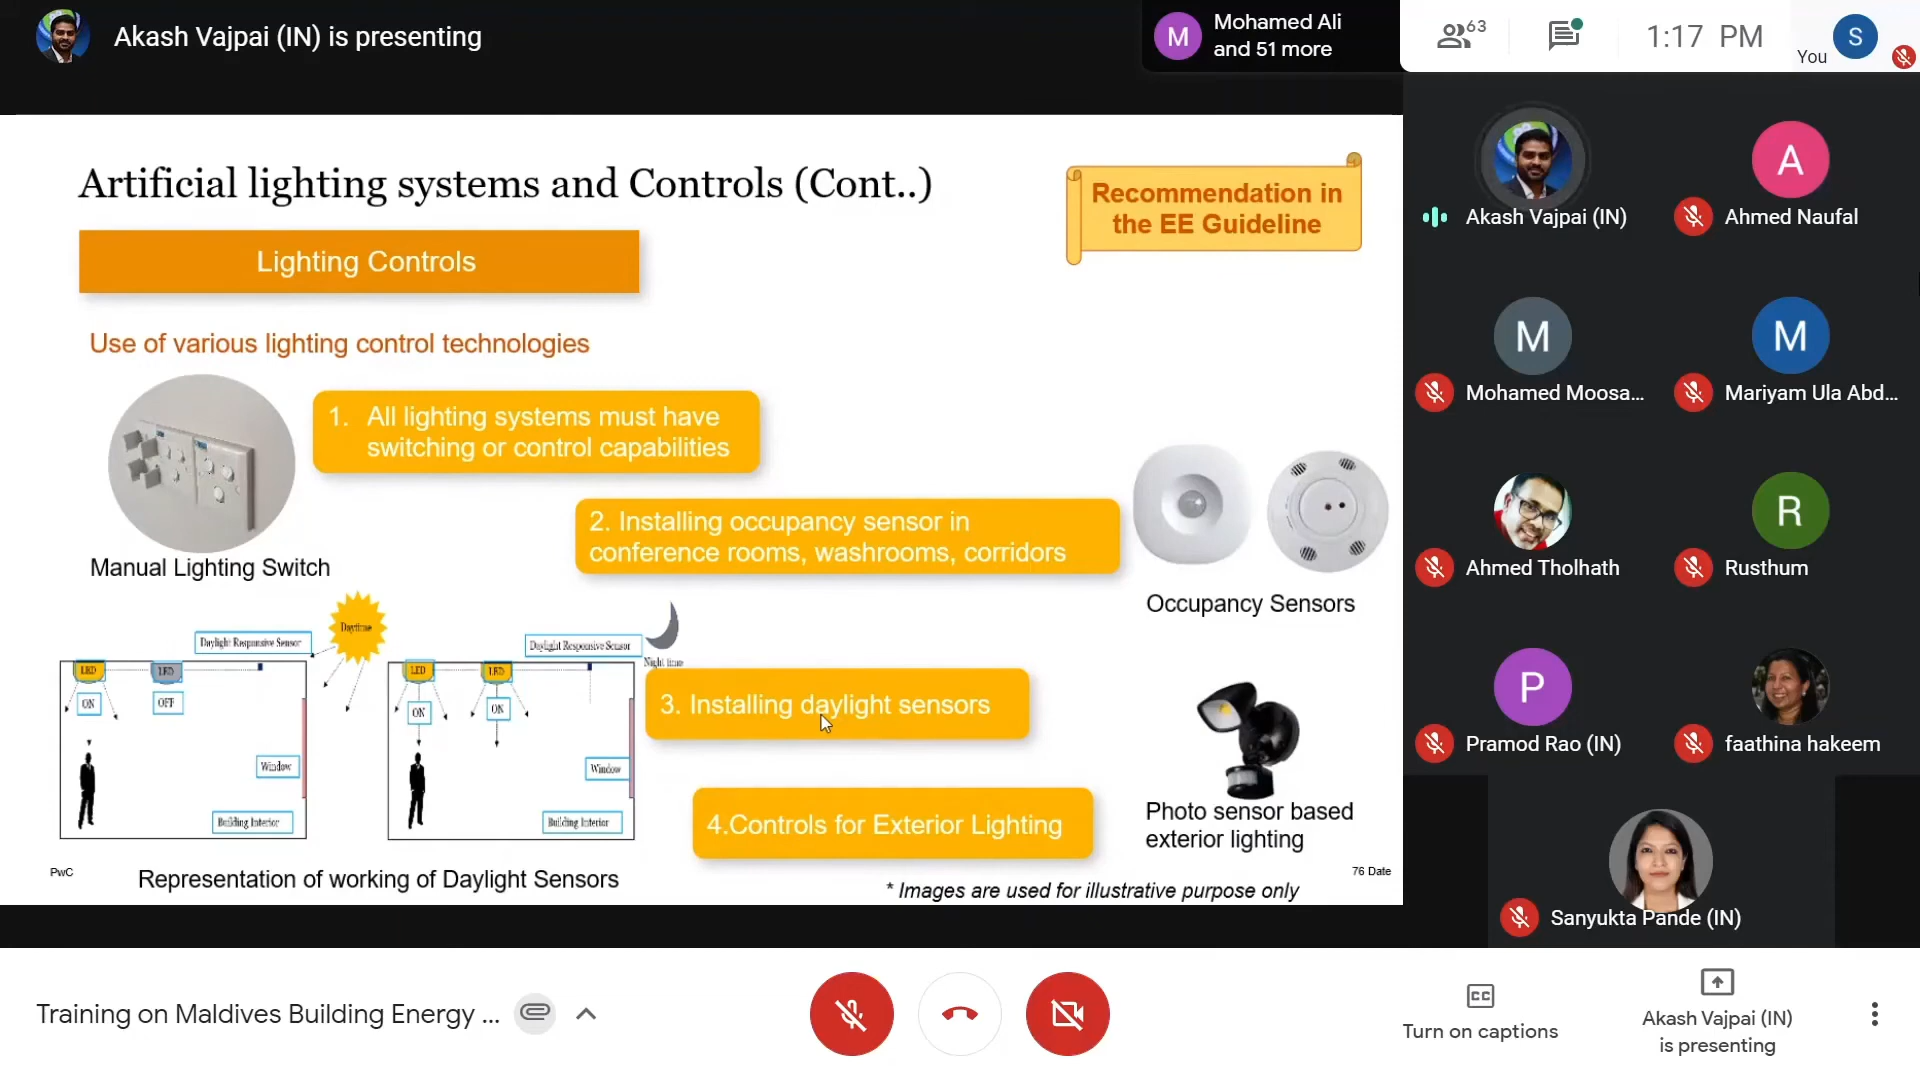 Akash Vajpai (IN) is presenting
M
Mohamed Ali
and 51 more
63
1:17 PM
You
S
Artificial lighting systems and Controls (Cont..)
Recommendation in
the EE Guideline
Lighting Controls
Use of various lighting control technologies
1. All lighting systems must have
switching or control capabilities
Manual Lighting Switch
2. Installing occupancy sensor in
conference rooms, washrooms, corridors
Occupancy Sensors
Daylight Responsive Sensor
Daytime
LED
LED
ON
OFF
Window
Building Interior
Daylight Responsive Sensor
Night time
LED
LED
ON
ON
Window
Building Interior
3. Installing daylight sensors
4.Controls for Exterior Lighting
Photo sensor based
exterior lighting
PwC
Representation of working of Daylight Sensors
* Images are used for illustrative purpose only
76 Date
Akash Vajpai (IN)
A
Ahmed Naufal
M
Mohamed Moosa...
M
Mariyam Ula Abd...
Ahmed Tholhath
R
Rusthum
P
Pramod Rao (IN)
faathina hakeem
Sanyukta Pande (IN)
Training on Maldives Building Energy ...
CC
Turn on captions
Akash Vajpai (IN)
is presenting